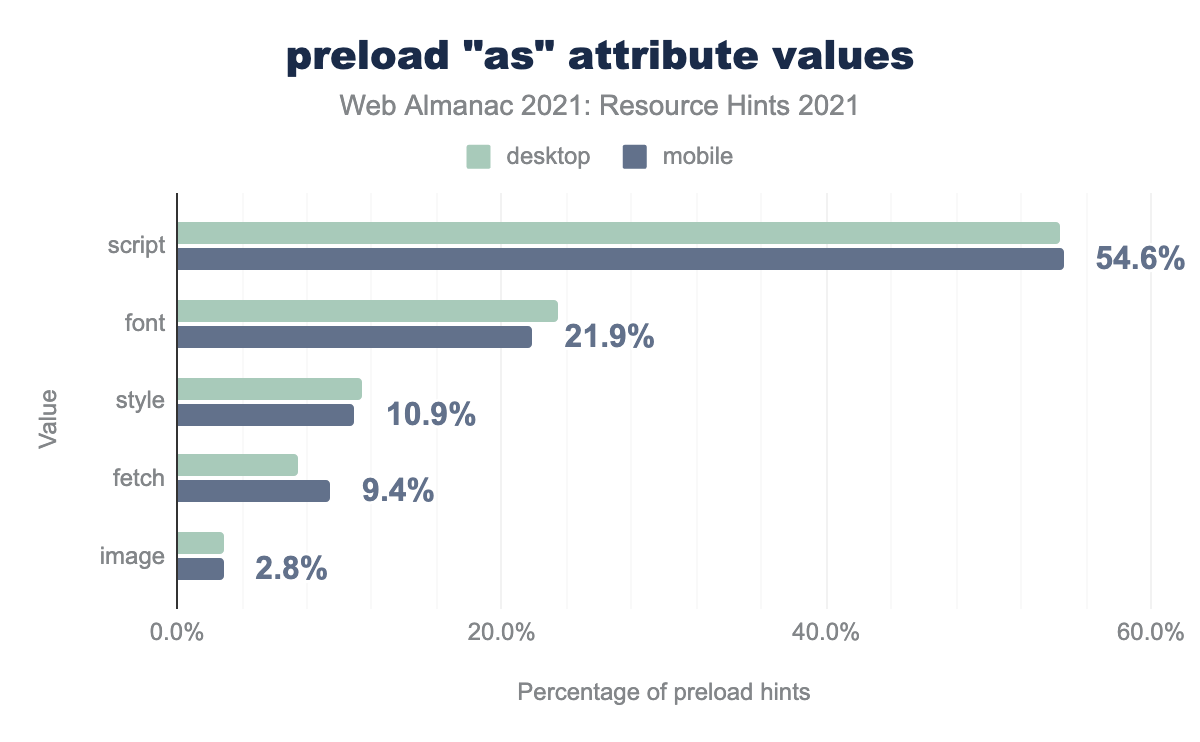 preload "as" attribute values
Web Almanac 2021: Resource Hints 2021
desktop mobile
script 54.6%
font 21.9%
style 10.9%
Value
fetch 9.4%
image 2.8%
0.0% 20.0% 40.0% 60.0%
Percentage of preload hints